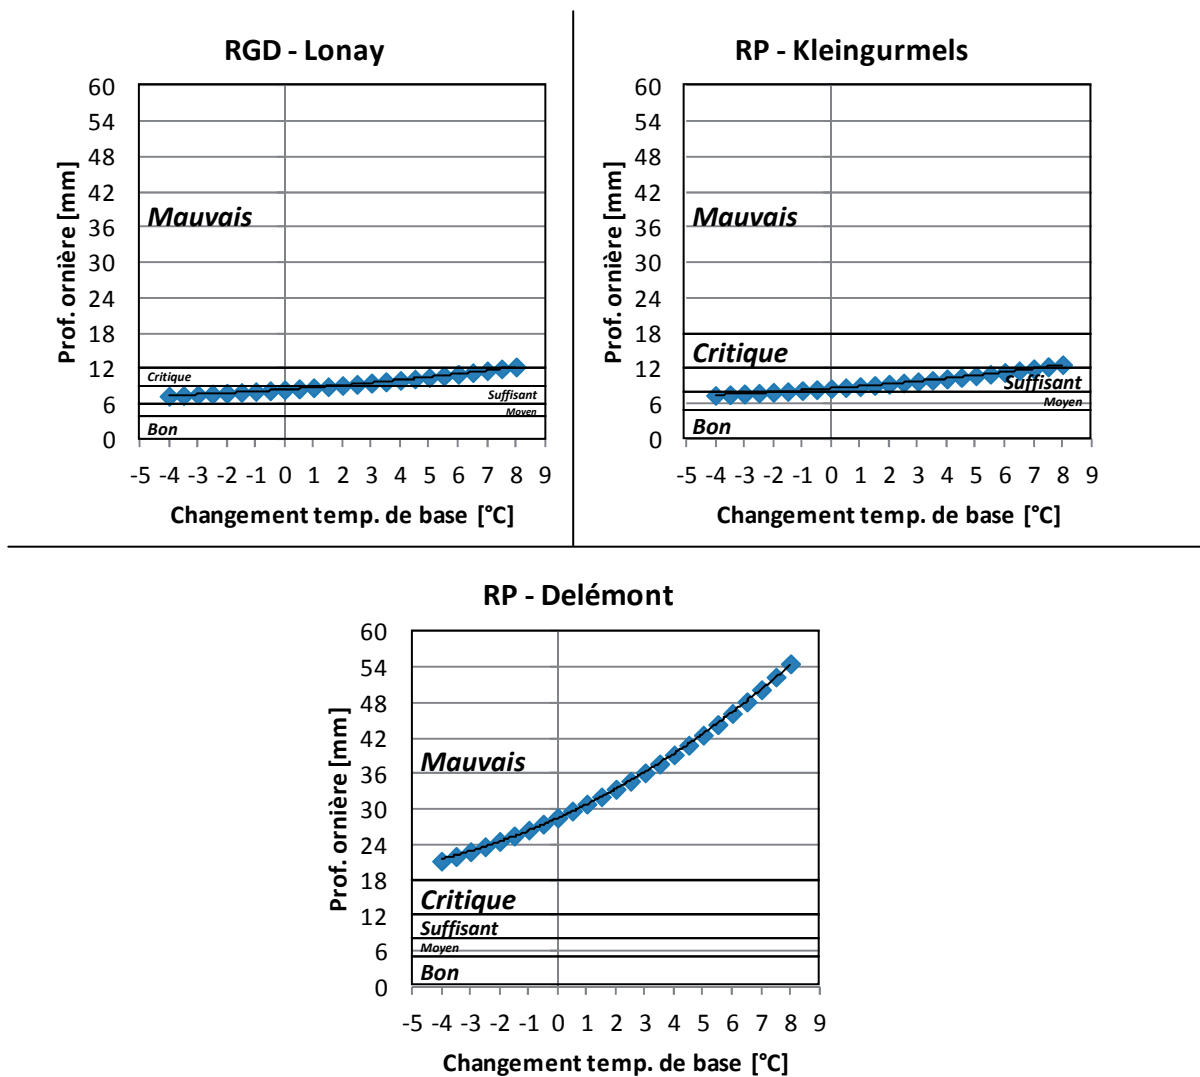 RGD - Lonay
Prof. ornière [mm]
60
54
48
42
36
30
24
18
12
6
0
Mauvais
Critique
Suffisant
Moyen
Bon
-5 -4 -3 -2 -1 0 1 2 3 4 5 6 7 8 9
Changement temp. de base [°C]
RP - Kleingurmels
Prof. ornière [mm]
60
54
48
42
36
30
24
18
12
6
0
Mauvais
Critique
Suffisant
Moyen
Bon
-5 -4 -3 -2 -1 0 1 2 3 4 5 6 7 8 9
Changement temp. de base [°C]
RP - Delémont
Prof. ornière [mm]
60
54
48
42
36
30
24
18
12
6
0
Mauvais
Critique
Suffisant
Moyen
Bon
-5 -4 -3 -2 -1 0 1 2 3 4 5 6 7 8 9
Changement temp. de base [°C]